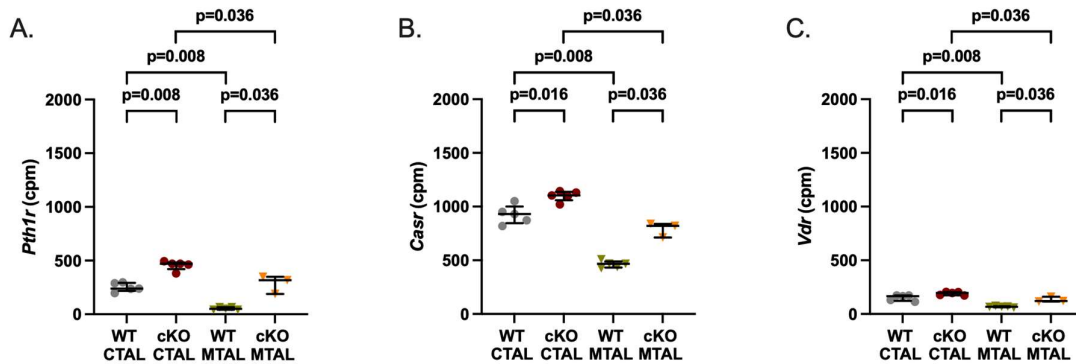 A.
p=0.036
p=0.008
p=0.008 p=0.036
2000
1500
1000
500
0
Pth1r (cpm)
WT cKO WT cKO
CTAL CTAL MTAL MTAL
B.
p=0.036
p=0.008
p=0.016 p=0.036
2000
1500
1000
500
0
Casr (cpm)
WT cKO WT cKO
CTAL CTAL MTAL MTAL
C.
p=0.036
p=0.008
p=0.016 p=0.036
2000
1500
1000
500
0
Vdr (cpm)
WT cKO WT cKO
CTAL CTAL MTAL MTAL